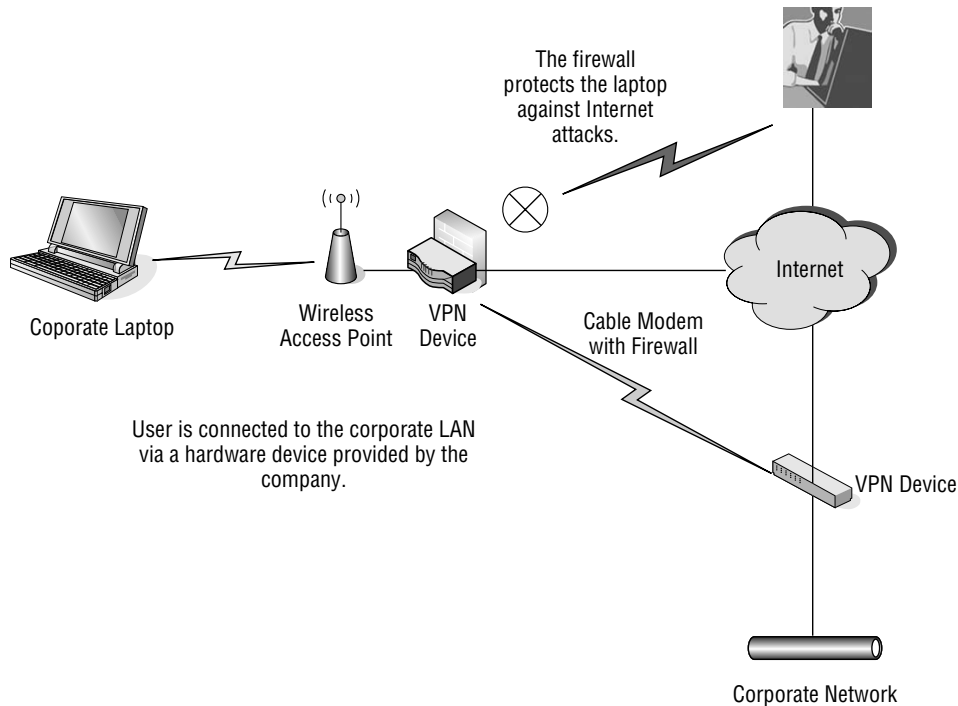 The firewall
protects the laptop
against Internet
attacks.
Internet
Coporate Laptop
Wireless
Access Point
VPN
Device
Cable Modem
with Firewall
User is connected to the corporate LAN
via a hardware device provided by the
company.
VPN Device
Corporate Network